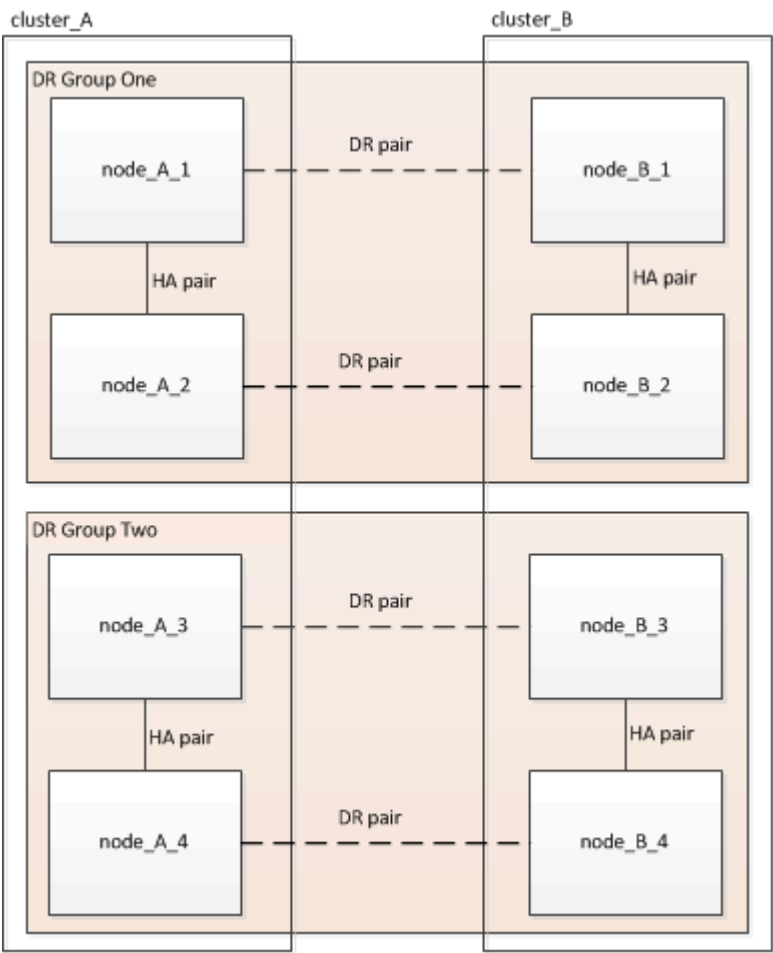 cluster_A
cluster_B
DR Group One
node_A_1
DR pair
node_B_1
HA pair
HA pair
node_A_2
DR pair
node_B_2
DR Group Two
node_A_3
DR pair
node_B_3
HA pair
HA pair
node_A_4
DR pair
node_B_4